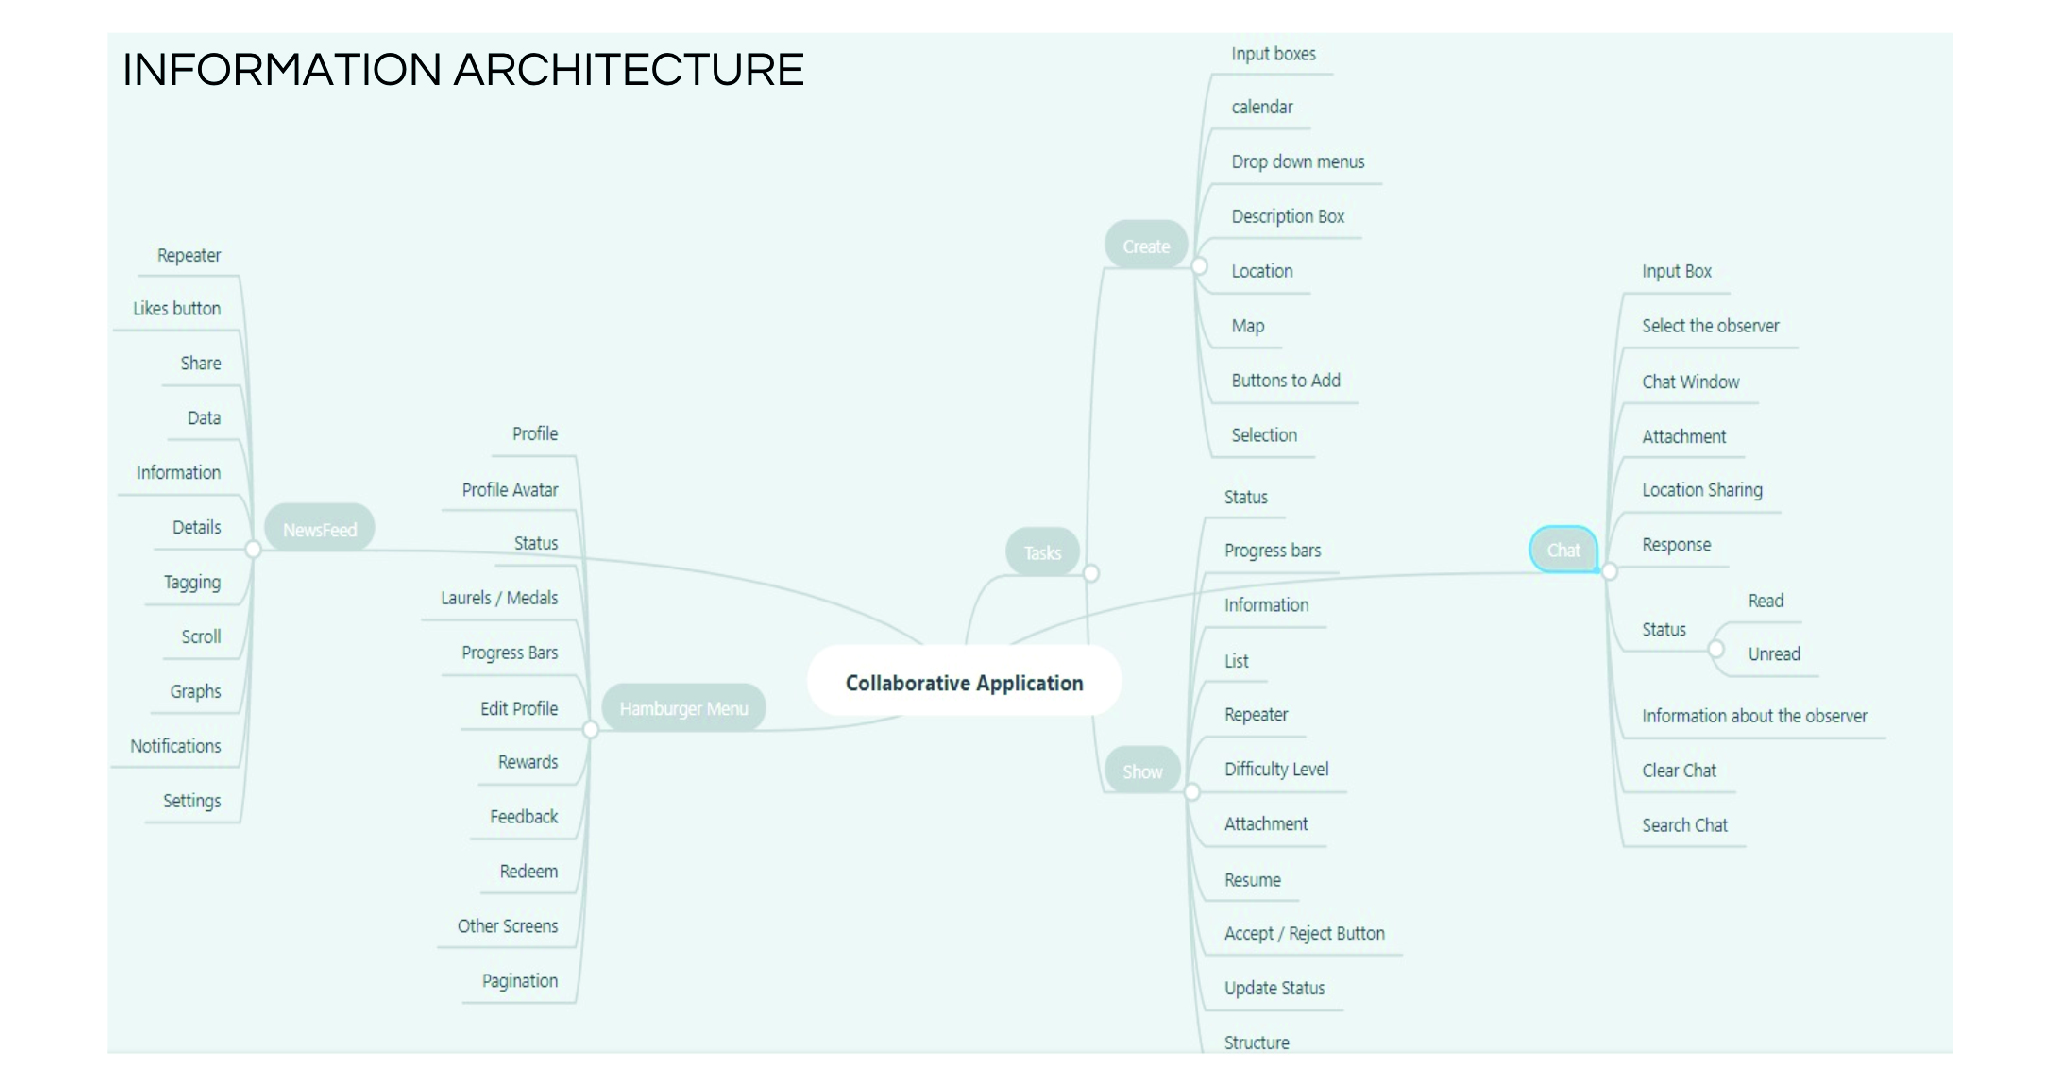 INFORMATION ARCHITECTURE
Repeater
Likes button
Share
Data
Information
Details
Tagging
Scroll
Graphs
Notifications
Settings
NewsFeed
Profile
Profile Avatar
Status
Laurels / Medals
Progress Bars
Edit Profile
Rewards
Feedback
Redeem
Other Screens
Pagination
Hamburger Menu
Collaborative Application
Tasks
Create
Input boxes
calendar
Drop down menus
Description Box
Location
Map
Buttons to Add
Selection
Show
Status
Progress bars
Information
List
Repeater
Difficulty Level
Attachment
Resume
Accept / Reject Button
Update Status
Structure
Chat
Input Box
Select the observer
Chat Window
Attachment
Location Sharing
Response
Status
Read
Unread
Information about the observer
Clear Chat
Search Chat